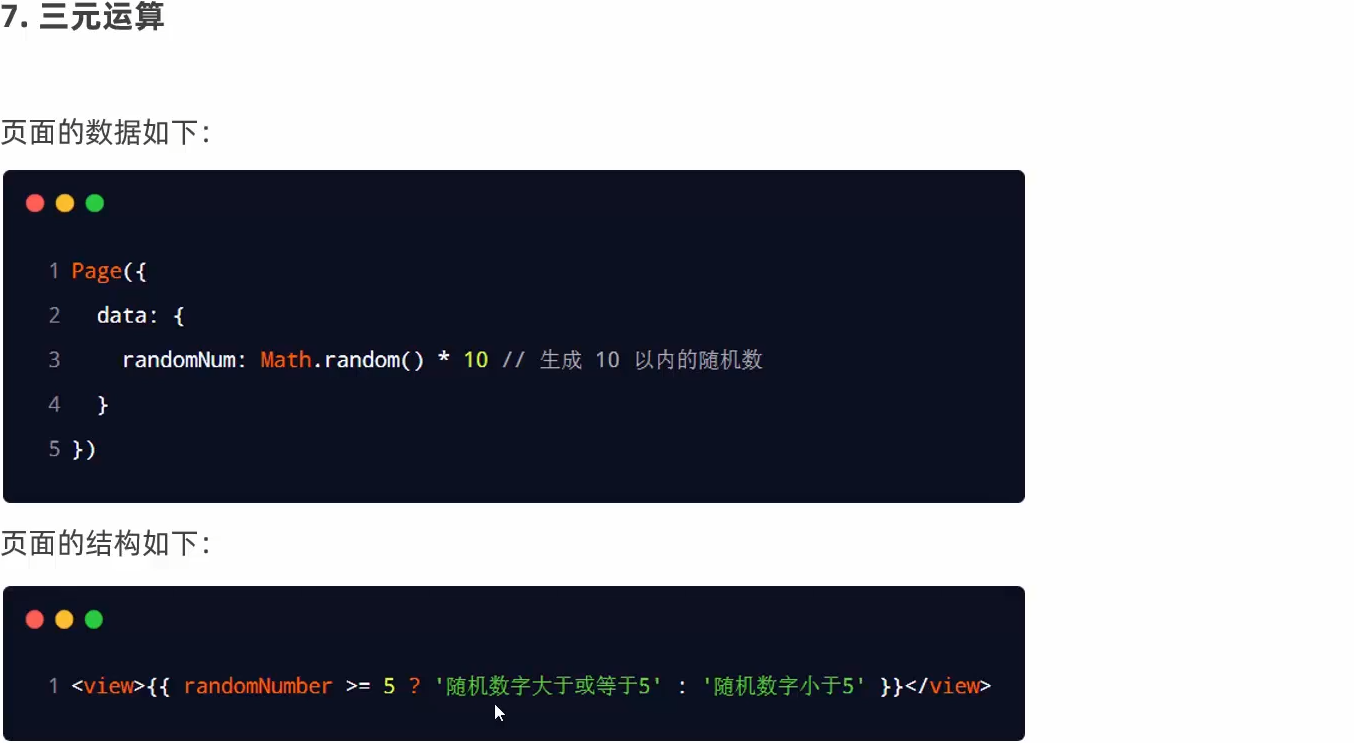 7. 三元运算
页面的数据如下：
1 Page({
2   data: {
3     randomNum: Math.random() * 10 // 生成 10 以内的随机数
4   }
5 })
页面的结构如下：
1 <view>{{ randomNumber >= 5 ? '随机数字大于或等于5' : '随机数字小于5' }}</view>